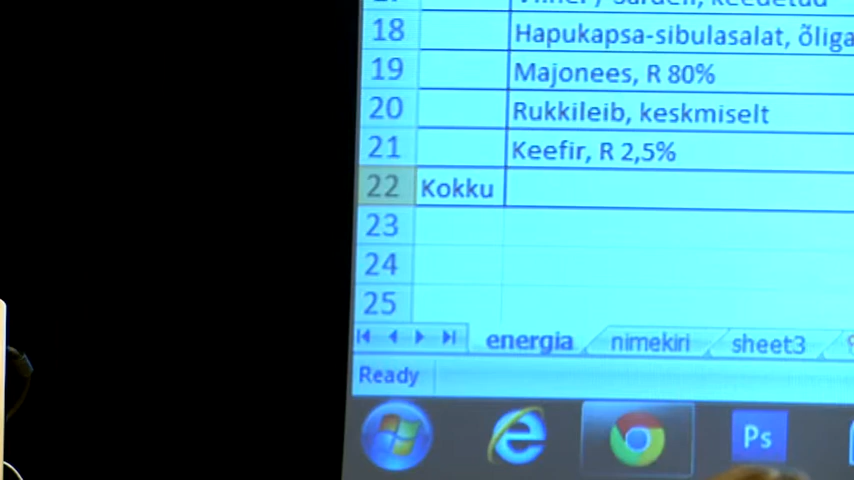 18 Hapukapsa-sibulasalat, õliga
19 Majonees, R 80%
20 Rukkileib, keskmiselt
21 Keefir, R 2,5%
22 Kokku
23
24
25
energia nimekiri sheet3
Ready
Ps